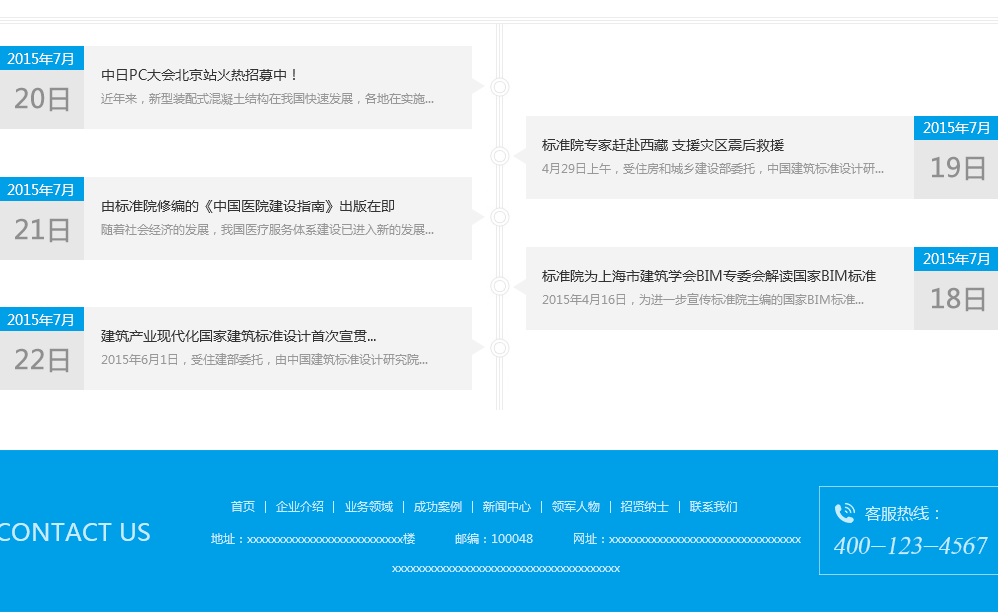 2015年7月
20日
中日PC大会北京站火热招募中！
近年来，新型装配式混凝土结构在我国快速发展，各地在实施...
2015年7月
19日
标准院专家赶赴西藏 支援灾区震后救援
4月29日上午，受住房和城乡建设部委托，中国建筑标准设计研...
2015年7月
21日
由标准院修编的《中国医院建设指南》出版在即
随着社会经济的发展，我国医疗服务体系建设已进入新的发展...
2015年7月
18日
标准院为上海市建筑学会BIM专委会解读国家BIM标准
2015年4月16日，为进一步宣传标准院主编的国家BIM标准...
2015年7月
22日
建筑产业现代化国家建筑标准设计首次宣贯...
2015年6月1日，受住建部委托，由中国建筑标准设计研究院...
CONTACT US
首页 | 企业介绍 | 业务领域 | 成功案例 | 新闻中心 | 领军人物 | 招贤纳士 | 联系我们
地址：xxxxxxxxxxxxxxxxxxxxxxxxxx楼 邮编：100048 网址：xxxxxxxxxxxxxxxxxxxxxxxxxxxxxxxx
xxxxxxxxxxxxxxxxxxxxxxxxxxxxxxxxxxxxxx
客服热线：
400—123—4567